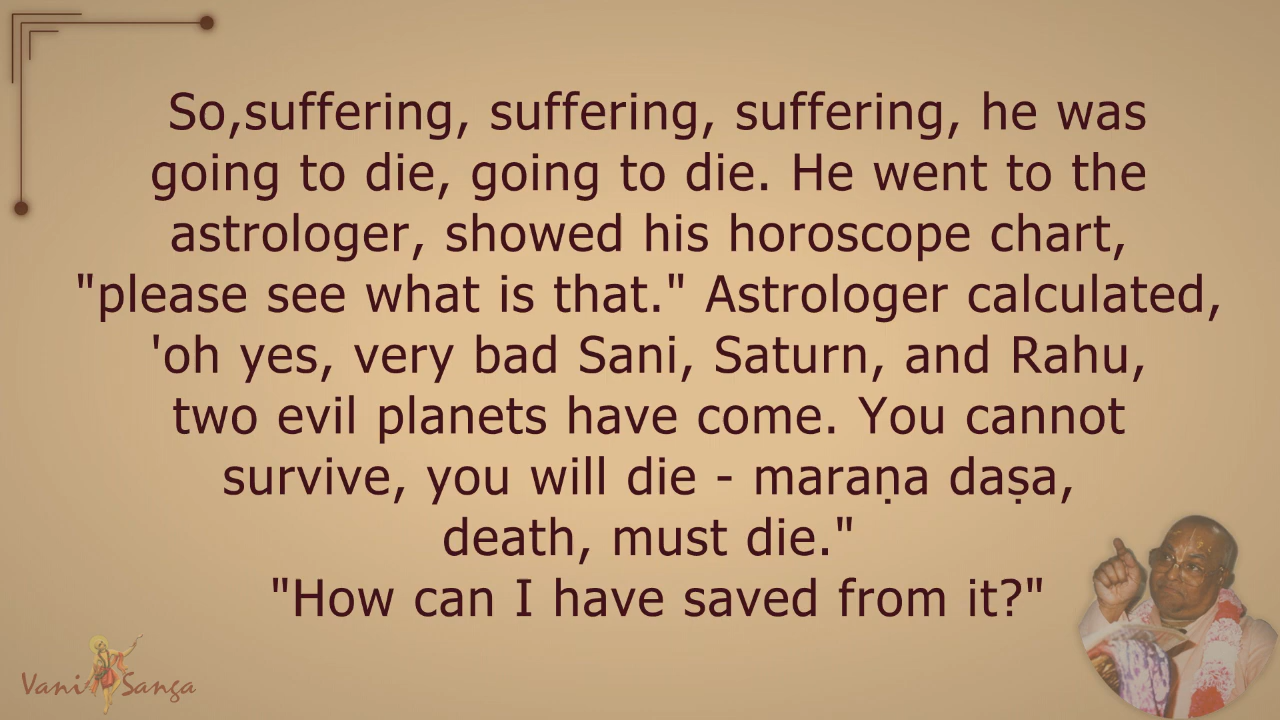 So,suffering, suffering, suffering, he was
going to die, going to die. He went to the
astrologer, showed his horoscope chart,
"please see what is that." Astrologer calculated,
'oh yes, very bad Sani, Saturn, and Rahu,
two evil planets have come. You cannot
survive, you will die - maraṇa daṣa,
death, must die."
"How can I have saved from it?"
Vani Sanga